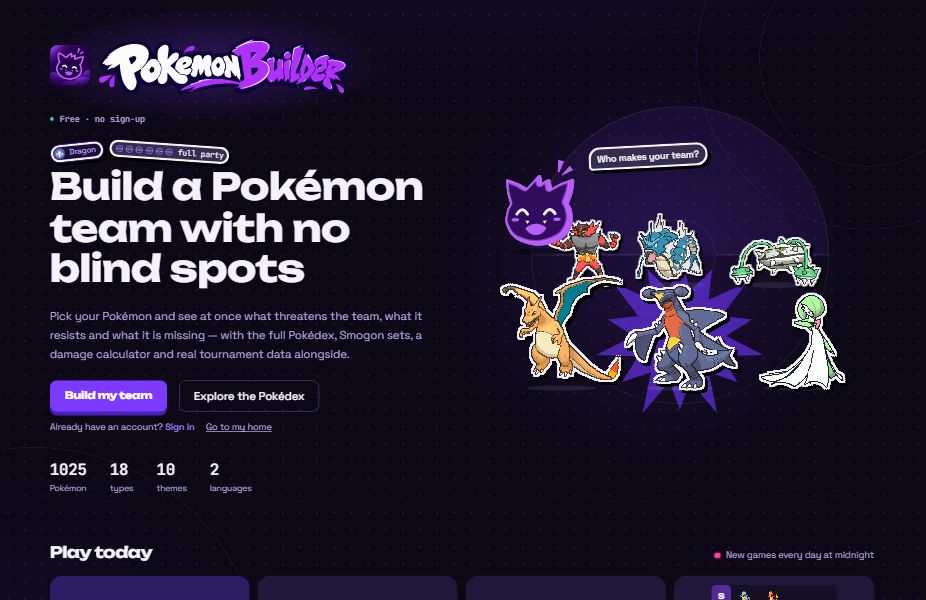 PokémonBuilder
Free · no sign-up
Dragon
full party
Build a Pokémon
team with no
blind spots
Who makes your team?
Pick your Pokémon and see at once what threatens the team, what it
resists and what it is missing — with the full Pokédex, Smogon sets, a
damage calculator and real tournament data alongside.
Build my team
Explore the Pokédex
Already have an account? Sign in Go to my home
1025 18 10 2
Pokémon types themes languages
Play today
New games every day at midnight
S